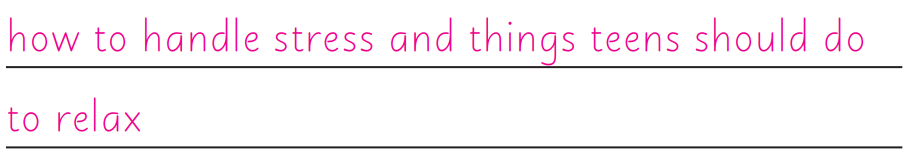 how to handle stress and things teens should do
to relax